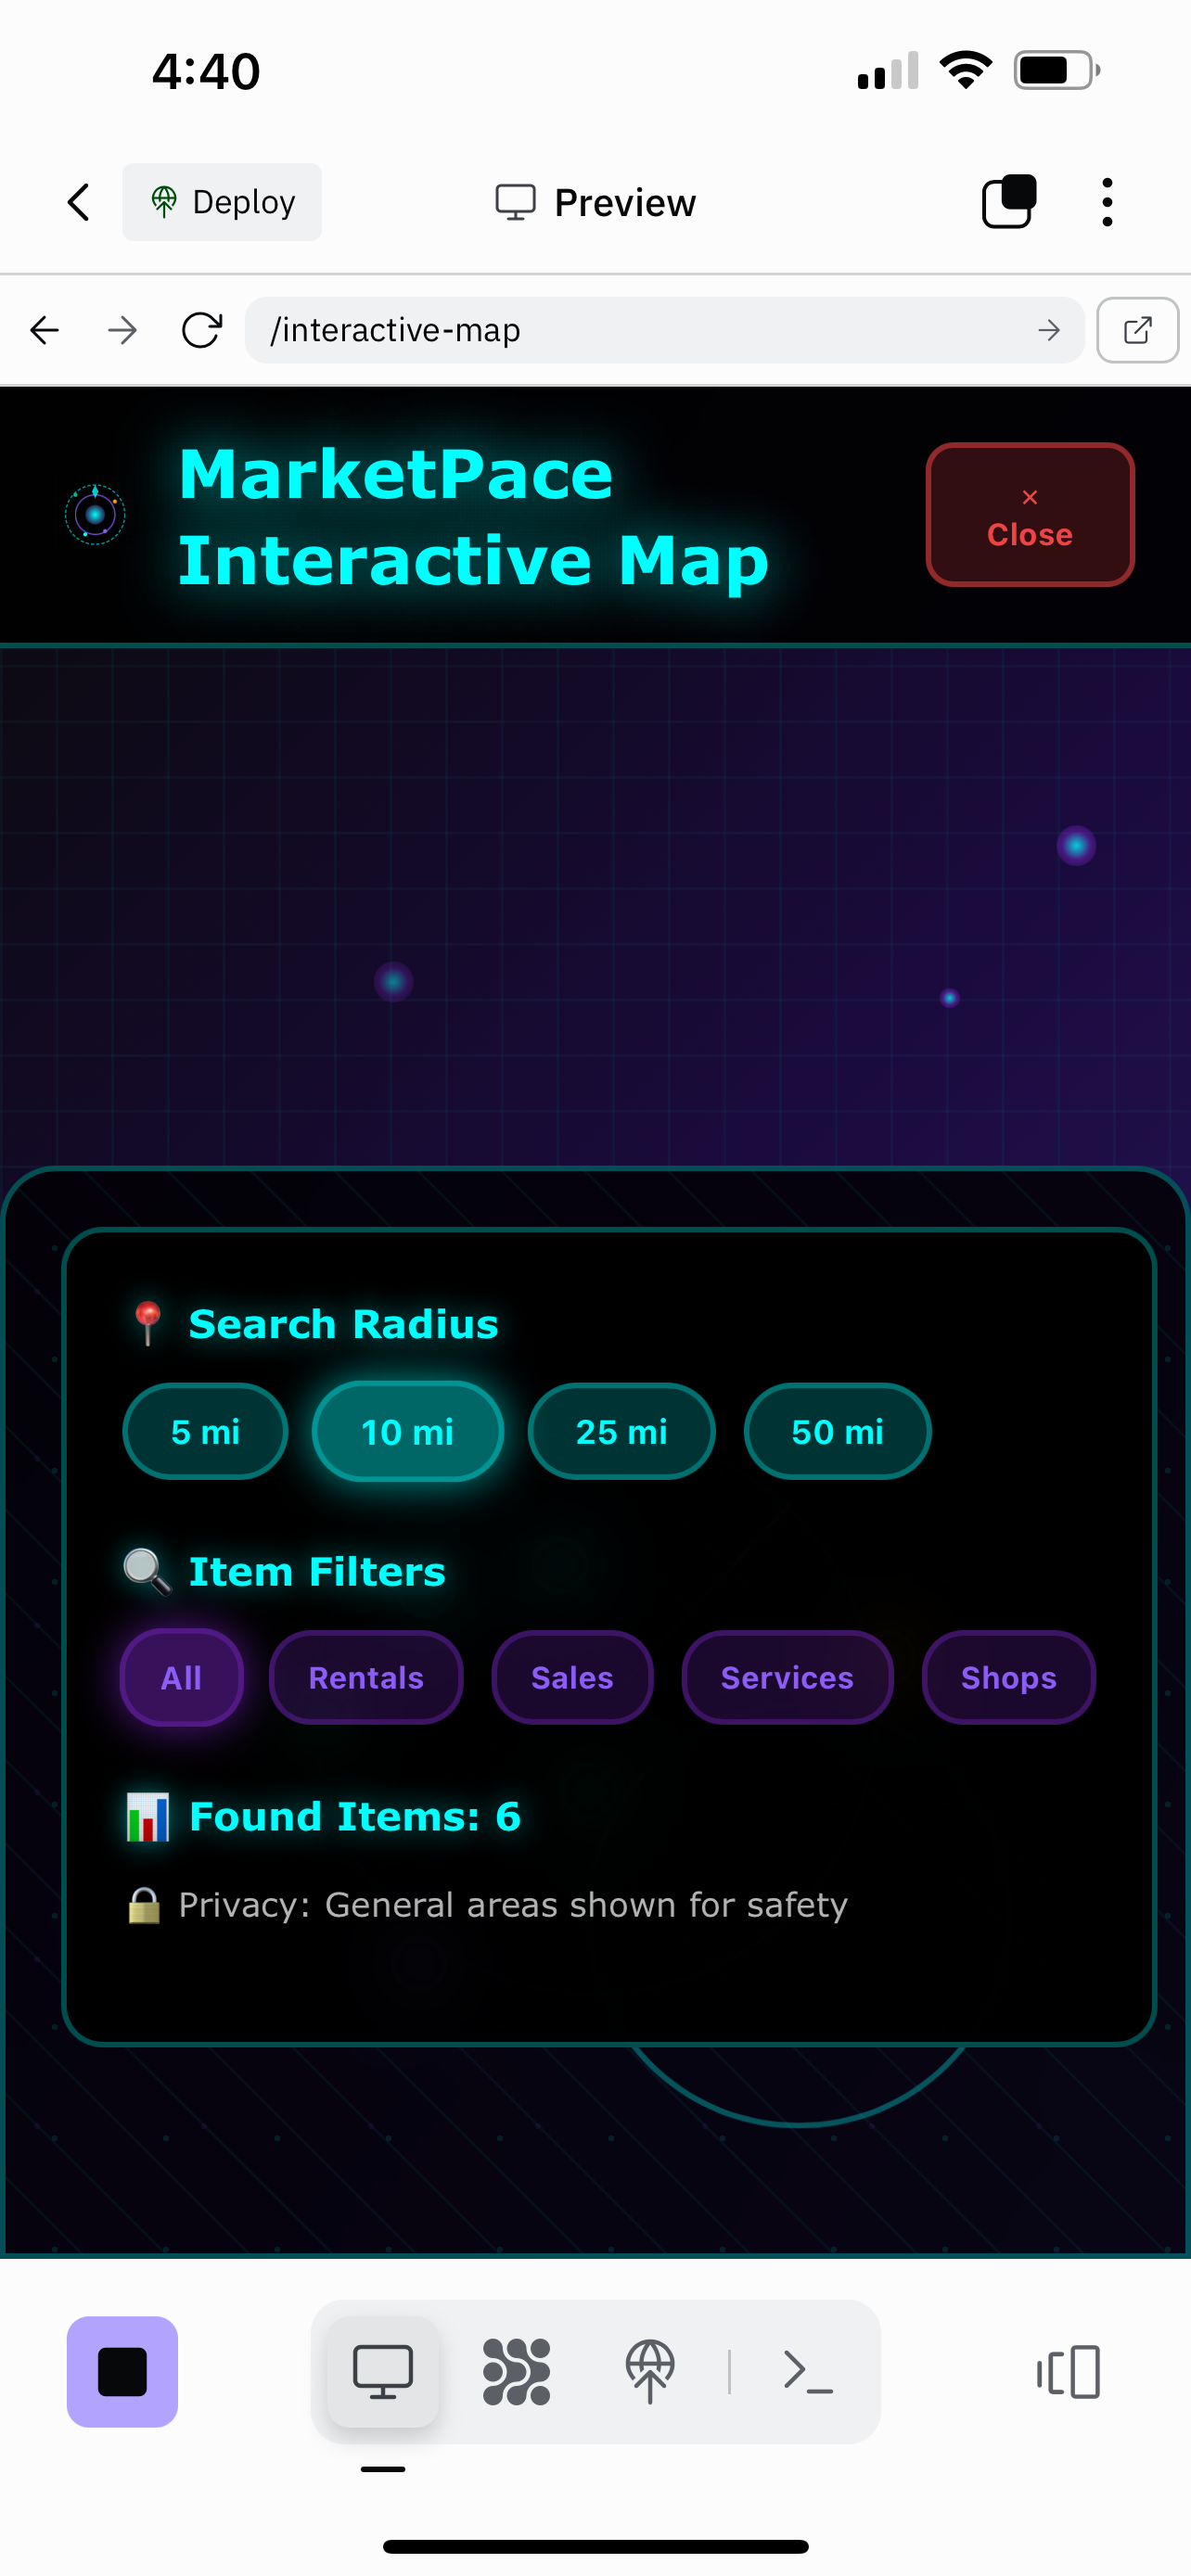 4:40
Deploy
Preview
/interactive-map
MarketPace
Interactive Map
×
Close
📍 Search Radius
5 mi
10 mi
25 mi
50 mi
🔍 Item Filters
All
Rentals
Sales
Services
Shops
📊 Found Items: 6
🔒 Privacy: General areas shown for safety